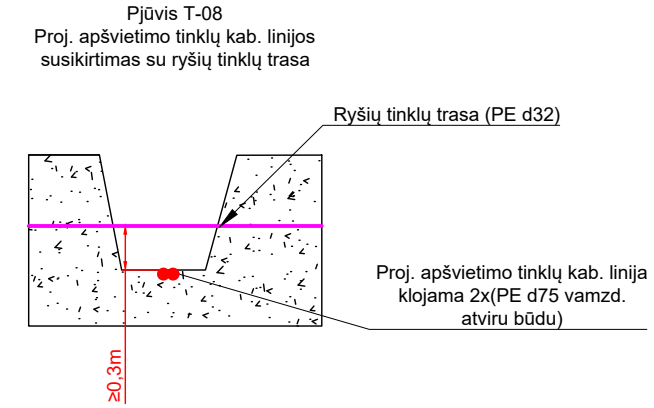 Pjūvis T-08
Proj. apšvietimo tinklų kab. linijos
susikirtimas su ryšių tinklų trasa
Ryšių tinklų trasa (PE d32)
Proj. apšvietimo tinklų kab. linija
klojama 2x(PE d75 vamzd.
atviru būdu)
≥0,3m